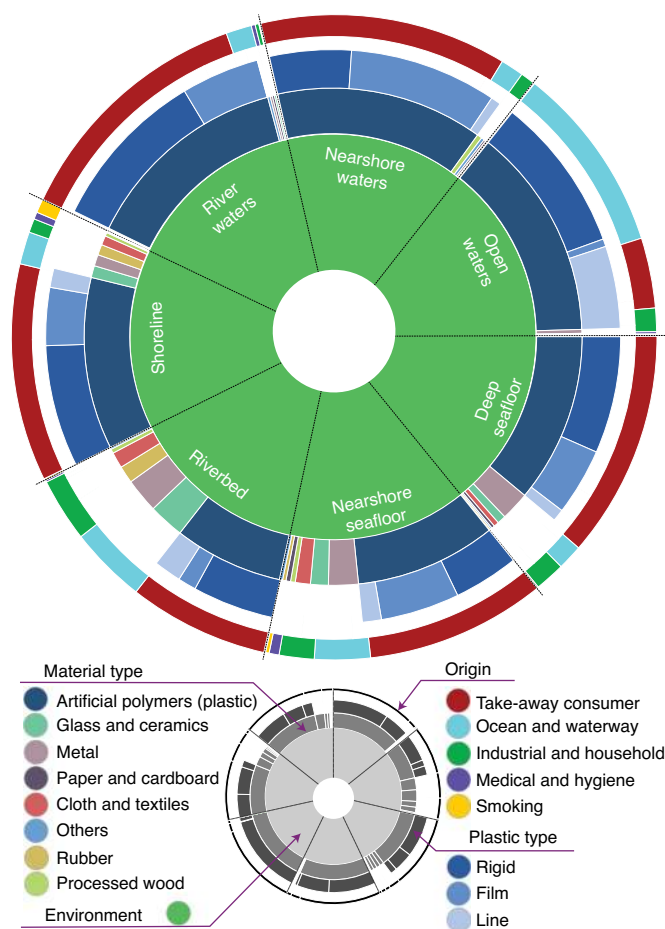 Nearshore
waters
River
waters
Open
waters
Shoreline
Deep
seafloor
Riverbed
Nearshore
seafloor
Material type
Artificial polymers (plastic)
Glass and ceramics
Metal
Paper and cardboard
Cloth and textiles
Others
Rubber
Processed wood
Environment
Origin
Take-away consumer
Ocean and waterway
Industrial and household
Medical and hygiene
Smoking
Plastic type
Rigid
Film
Line